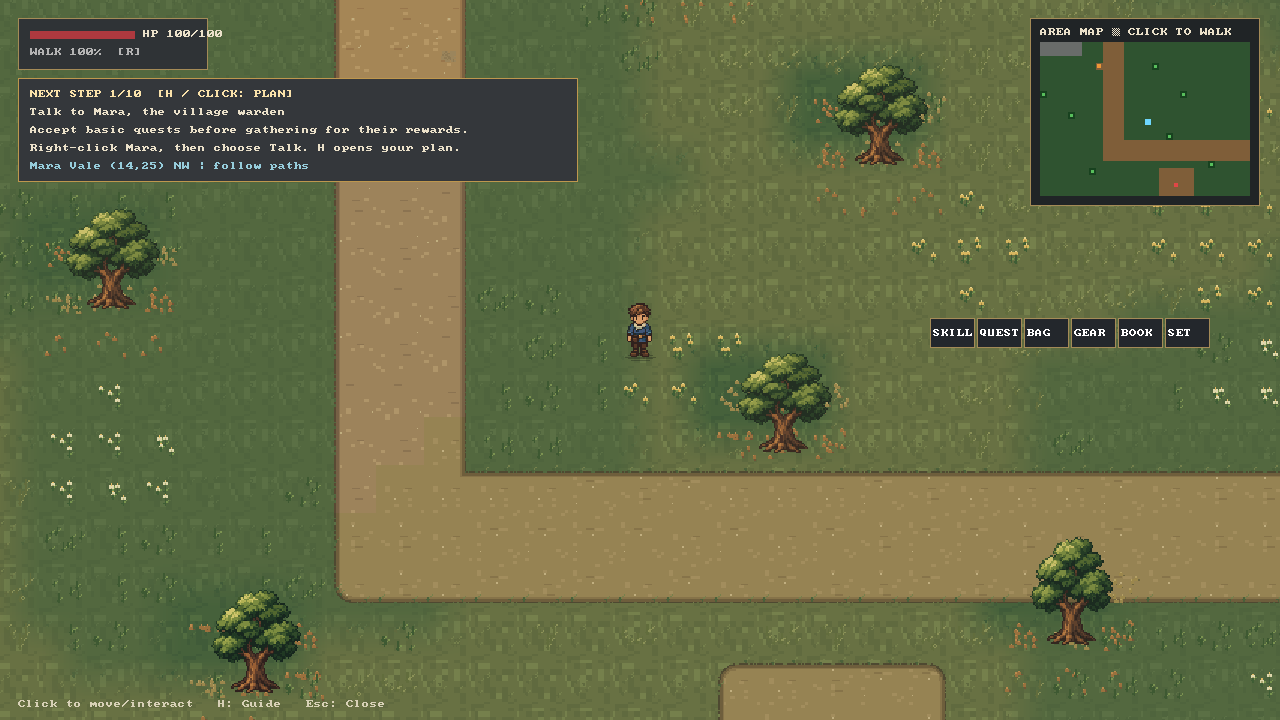 HP 100/100
WALK 100% [R]
NEXT STEP 1/10 [H / CLICK: PLAN]
Talk to Mara, the village warden
Accept basic quests before gathering for their rewards.
Right-click Mara, then choose Talk. H opens your plan.
Mara Vale (14,25) NW ¦ follow paths
AREA MAP ▒ CLICK TO WALK
SKILL QUEST BAG GEAR BOOK SET
Click to move/interact H: Guide Esc: Close